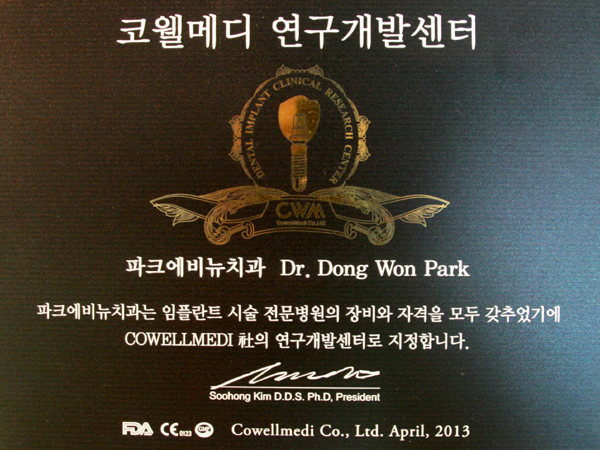 코웰메디 연구개발센터
DENTAL IMPLANT CLINICAL RESEARCH CENTER
CWM
Cowellmedi Co.,Ltd
파크에비뉴치과 Dr. Dong Won Park
파크에비뉴치과는 임플란트 시술 전문병원의 장비와 자격을 모두 갖추었기에
COWELLMEDI 社의 연구개발센터로 지정합니다.
Soohong Kim D.D.S. Ph.D, President
FDA CE 0123 Cowellmedi Co., Ltd. April, 2013